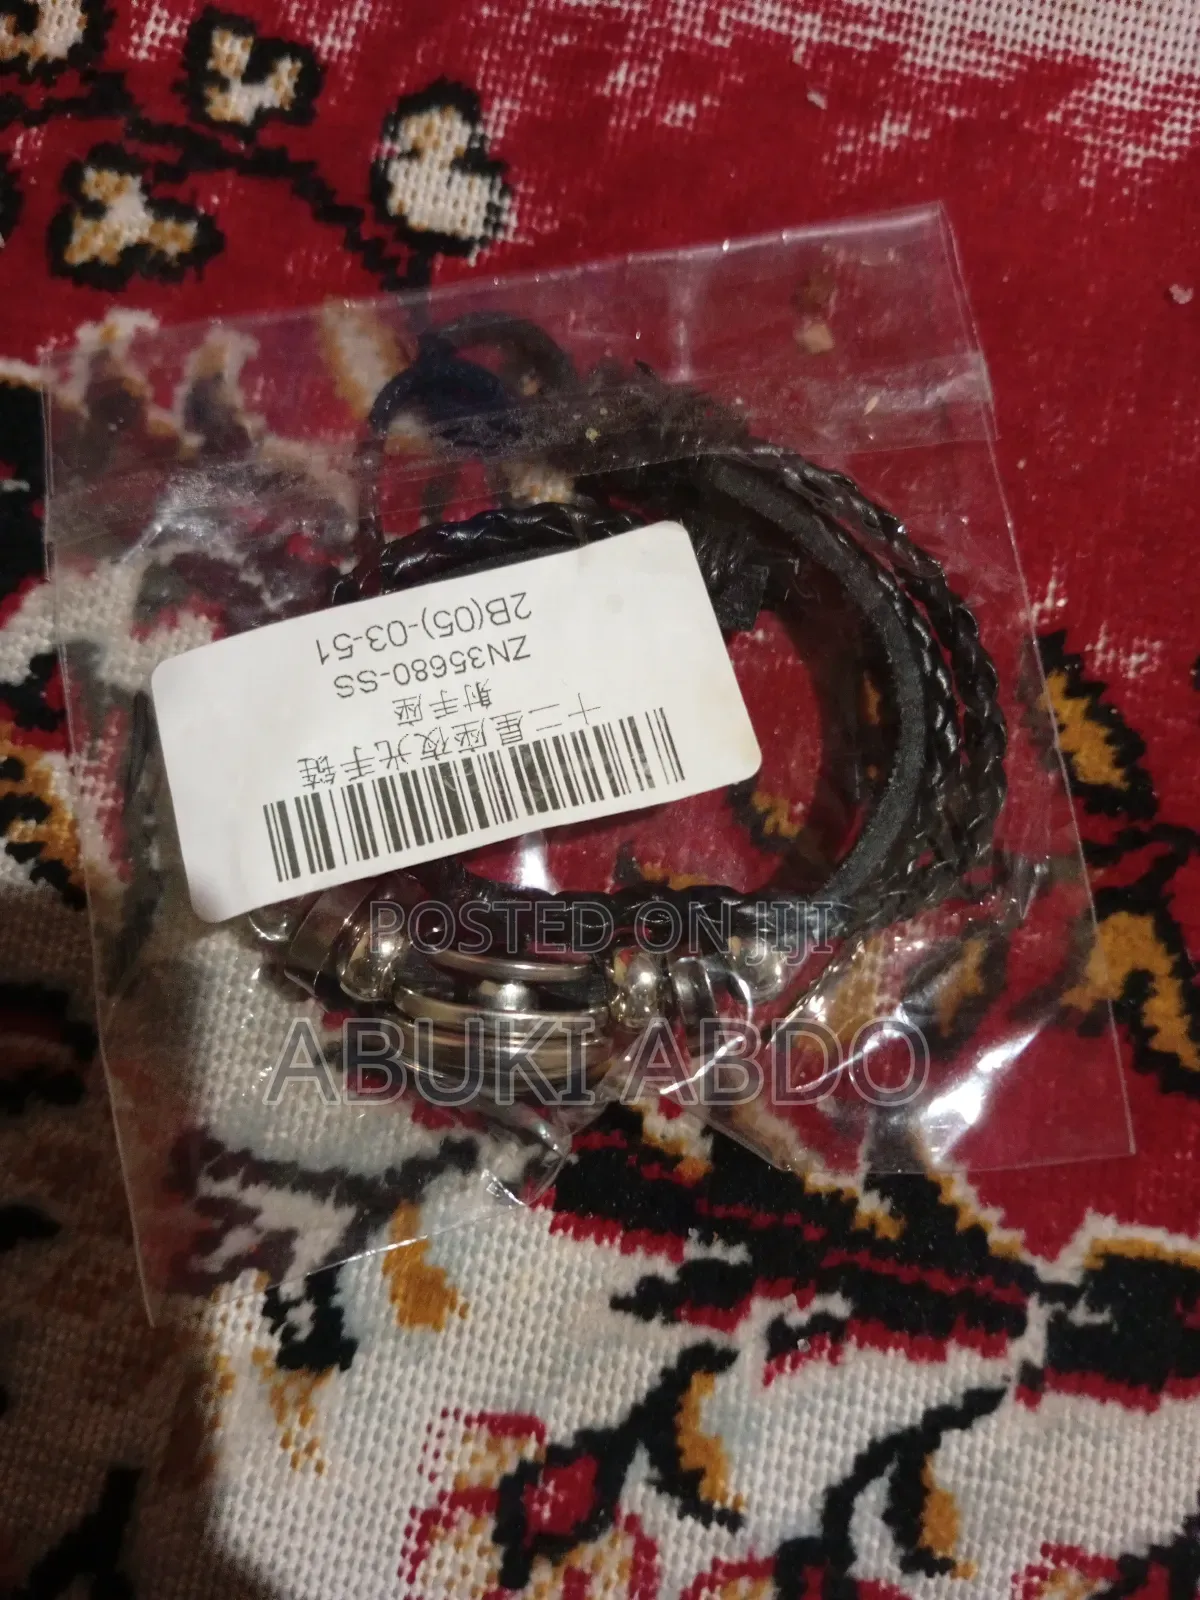 十二星座夜光手链
射手座
ZN35680-SS
2B(05)-03-51
POSTED ON JIJI
ABUKI ABDO